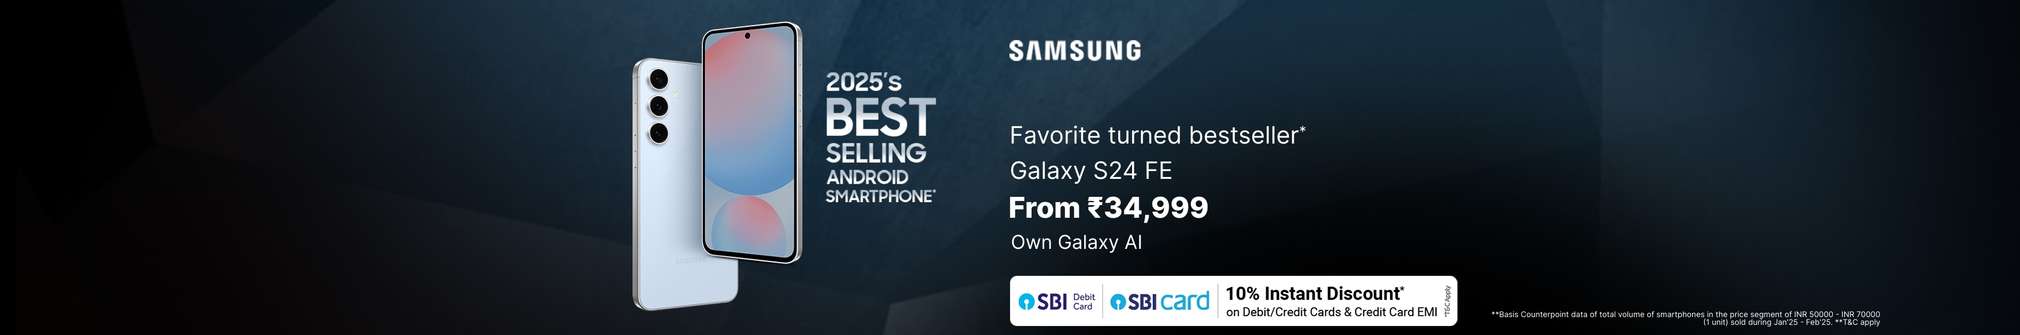 2025's
BEST
SELLING
ANDROID
SMARTPHONE*
SAMSUNG
Favorite turned bestseller*
Galaxy S24 FE
From ₹34,999
Own Galaxy AI
SBI Debit Card
SBI card
10% Instant Discount*
on Debit/Credit Cards & Credit Card EMI
*T&C Apply
**Basis Counterpoint data of total volume of smartphones in the price segment of INR 50000 - INR 70000
(1 unit) sold during Jan'25 - Feb'25. **T&C apply